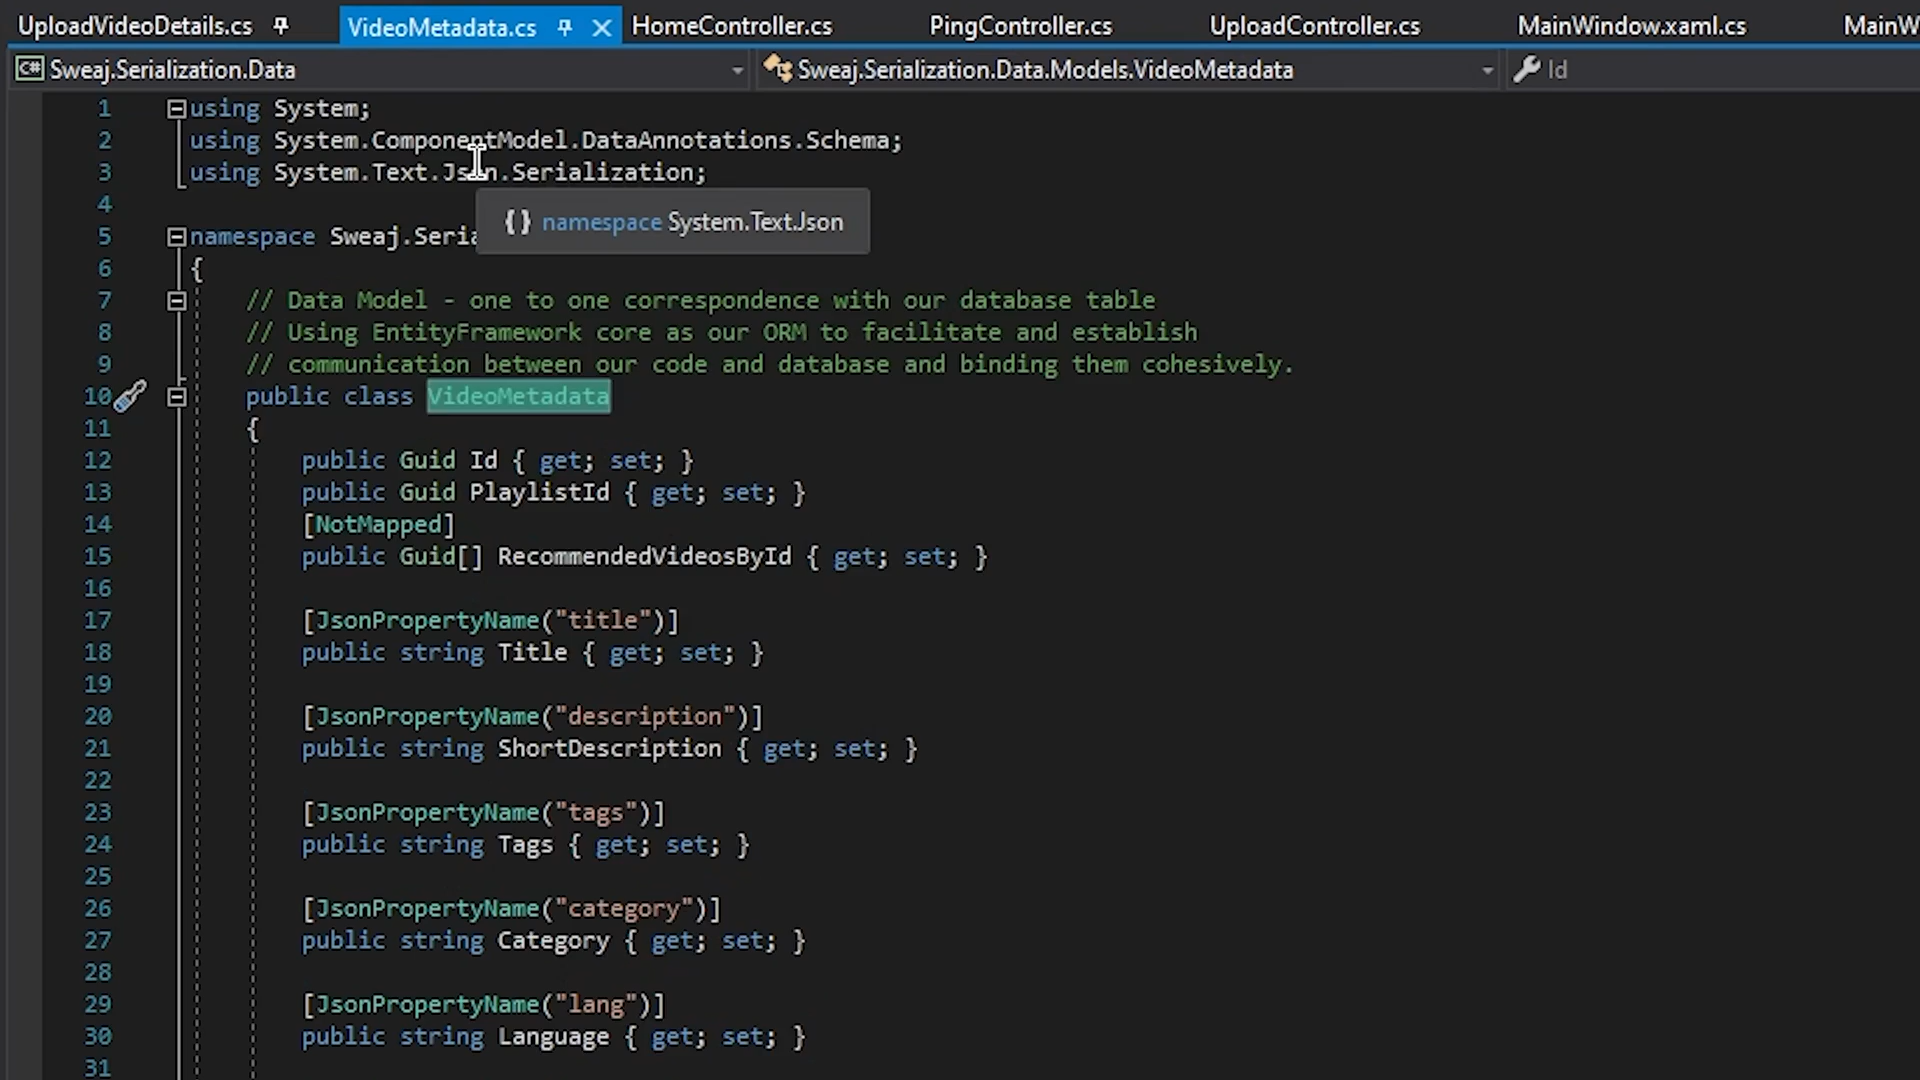 UploadVideoDetails.cs VideoMetadata.cs HomeController.cs PingController.cs UploadController.cs MainWindow.xaml.cs MainW
C# Sweaj.Serialization.Data Sweaj.Serialization.Data.Models.VideoMetadata Id
1 using System;
2 using System.ComponentModel.DataAnnotations.Schema;
3 using System.Text.Json.Serialization;
4
{} namespace System.Text.Json
5 namespace Sweaj.Seria
6 {
7 // Data Model - one to one correspondence with our database table
8 // Using EntityFramework core as our ORM to facilitate and establish
9 // communication between our code and database and binding them cohesively.
10 public class VideoMetadata
11 {
12 public Guid Id { get; set; }
13 public Guid PlaylistId { get; set; }
14 [NotMapped]
15 public Guid[] RecommendedVideosById { get; set; }
16
17 [JsonPropertyName("title")]
18 public string Title { get; set; }
19
20 [JsonPropertyName("description")]
21 public string ShortDescription { get; set; }
22
23 [JsonPropertyName("tags")]
24 public string Tags { get; set; }
25
26 [JsonPropertyName("category")]
27 public string Category { get; set; }
28
29 [JsonPropertyName("lang")]
30 public string Language { get; set; }
31